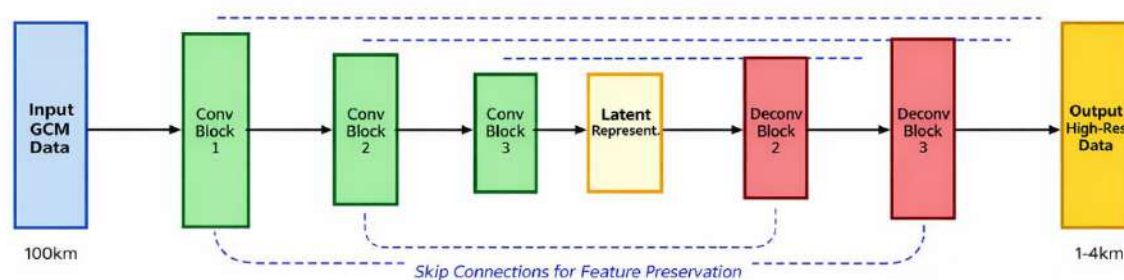 Input
GCM
Data
100km
Conv
Block
1
Conv
Block
2
Conv
Block
3
Latent
Represent.
Deconv
Block
2
Deconv
Block
3
Output
High-Res
Data
1-4km
Skip Connections for Feature Preservation